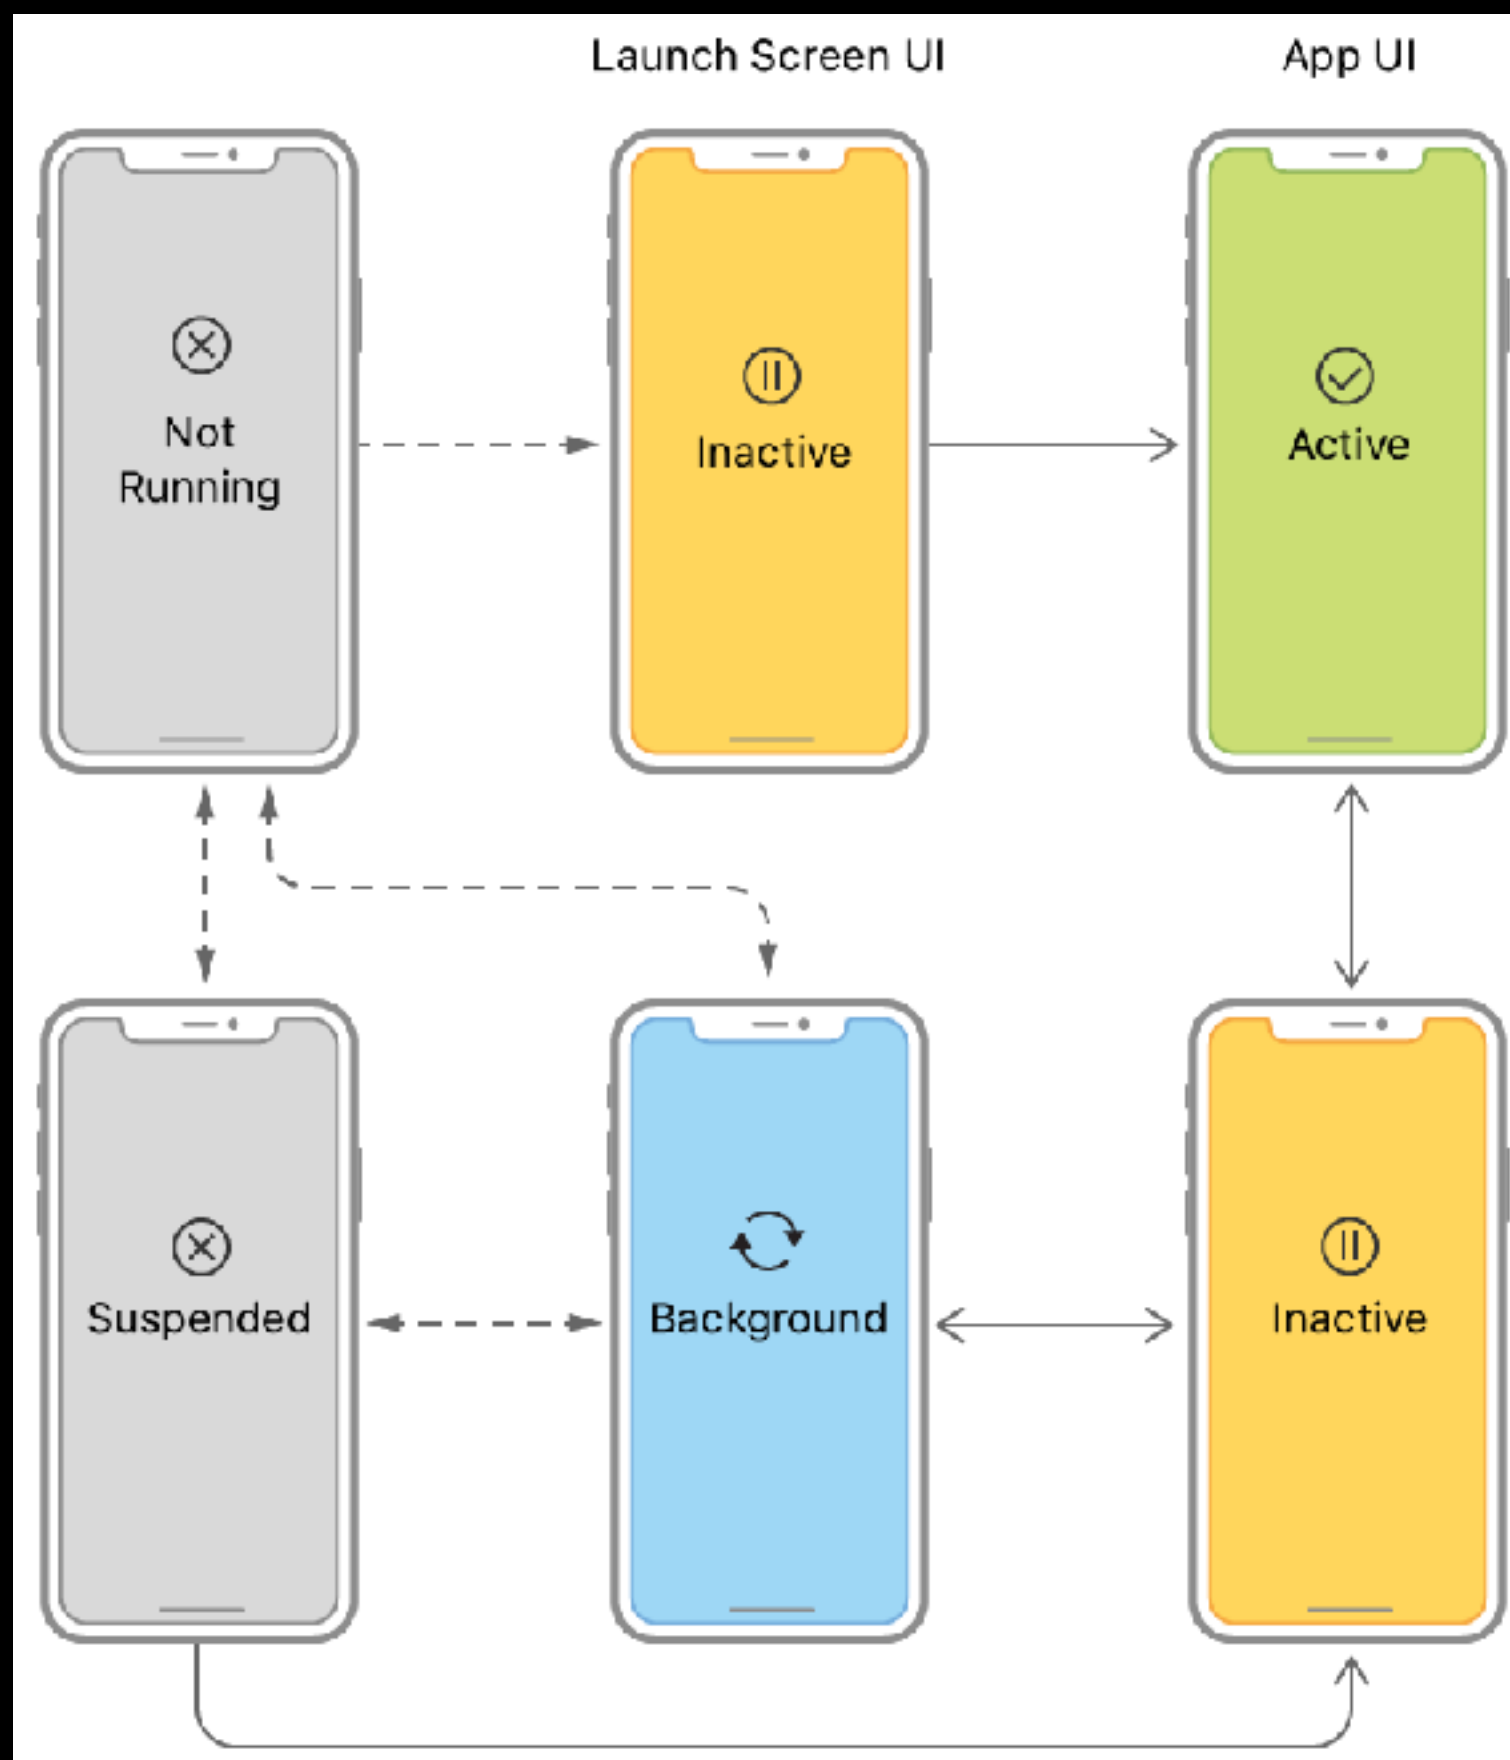 Launch Screen UI
App UI
Not
Running
Inactive
Active
Suspended
Background
Inactive